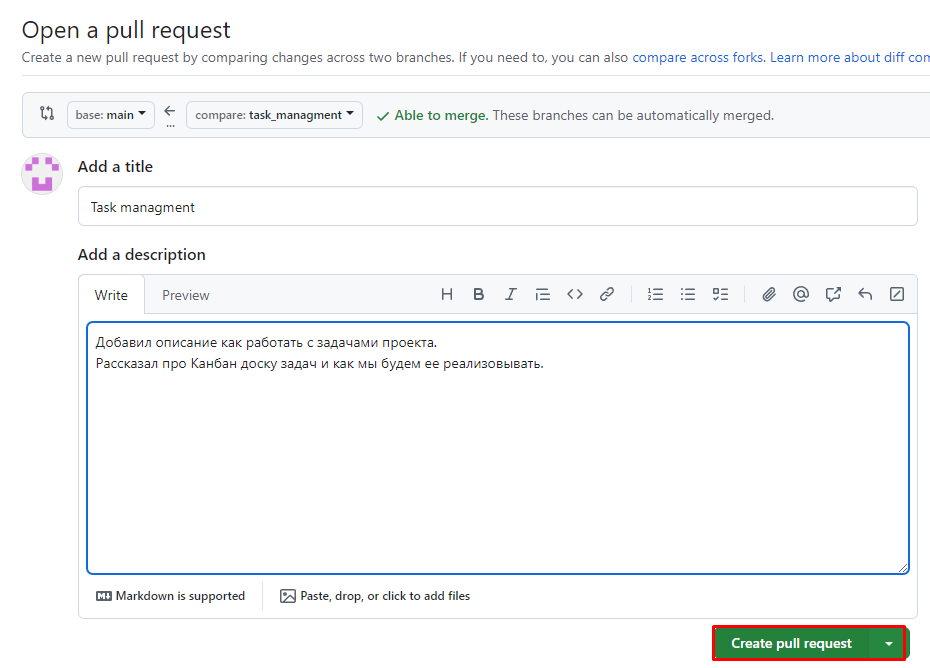 Open a pull request
Create a new pull request by comparing changes across two branches. If you need to, you can also compare across forks. Learn more about diff com
base: main
...
compare: task_managment
Able to merge. These branches can be automatically merged.
Add a title
Task managment
Add a description
Write Preview
Добавил описание как работать с задачами проекта.
Рассказал про Канбан доску задач и как мы будем ее реализовывать.
Markdown is supported
Paste, drop, or click to add files
Create pull request